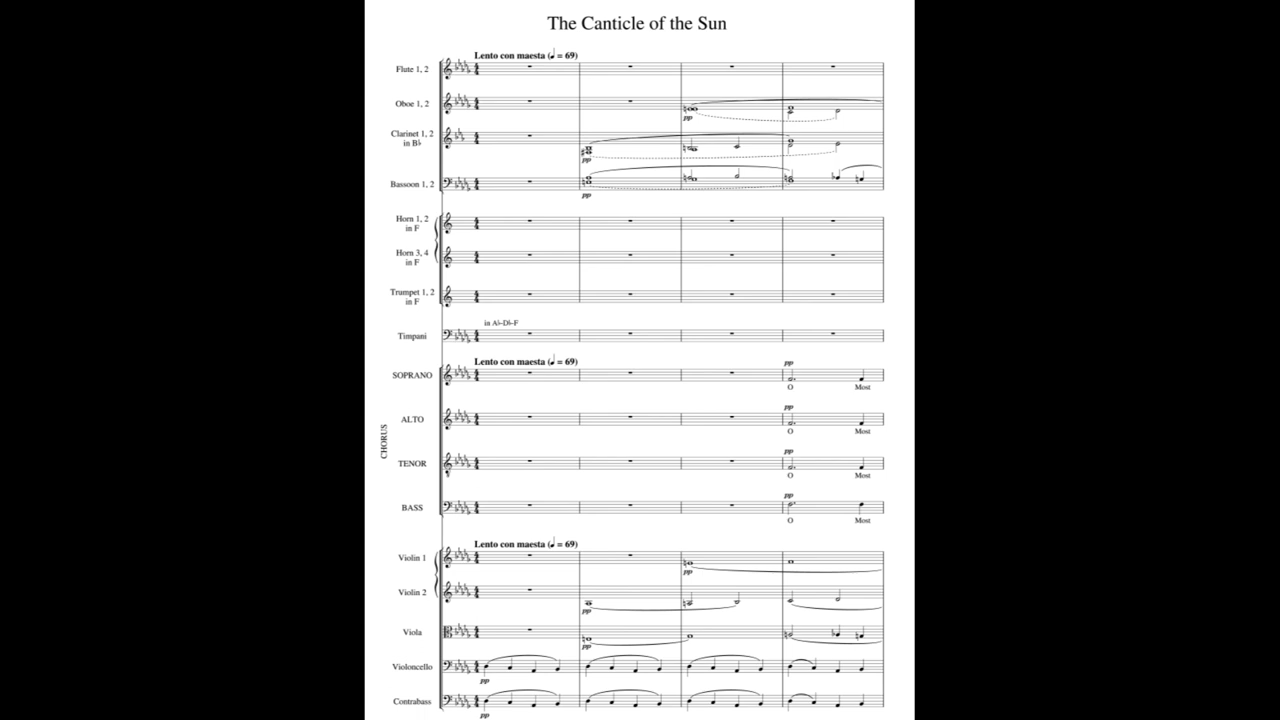 The Canticle of the Sun
Lento con maesta (♩ = 69)
Flute 1, 2
Oboe 1, 2
pp
Clarinet 1, 2
in B♭
pp
Bassoon 1, 2
pp
Horn 1, 2
in F
Horn 3, 4
in F
Trumpet 1, 2
in F
in A♭-D♭-F
Timpani
Lento con maesta (♩ = 69)
pp
SOPRANO
O Most
pp
ALTO
O Most
CHORUS
pp
TENOR
O Most
pp
BASS
O Most
Lento con maesta (♩ = 69)
Violin 1
pp
Violin 2
pp
Viola
pp
Violoncello
pp
Contrabass
pp